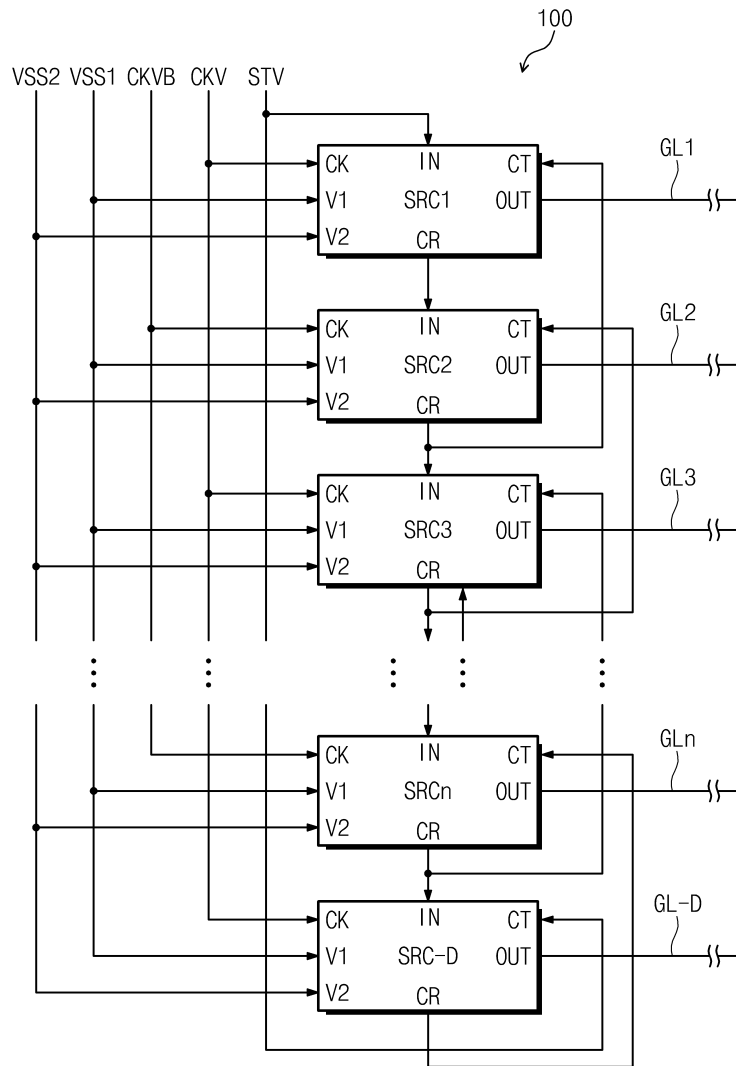 100
VSS2 VSS1 CKVB CKV STV
IN
CK CT
V1 SRC1 OUT
V2 CR
GL1
IN
CK CT
V1 SRC2 OUT
V2 CR
GL2
IN
CK CT
V1 SRC3 OUT
V2 CR
GL3
IN
CK CT
V1 SRCn OUT
V2 CR
GLn
IN
CK CT
V1 SRC-D OUT
V2 CR
GL-D